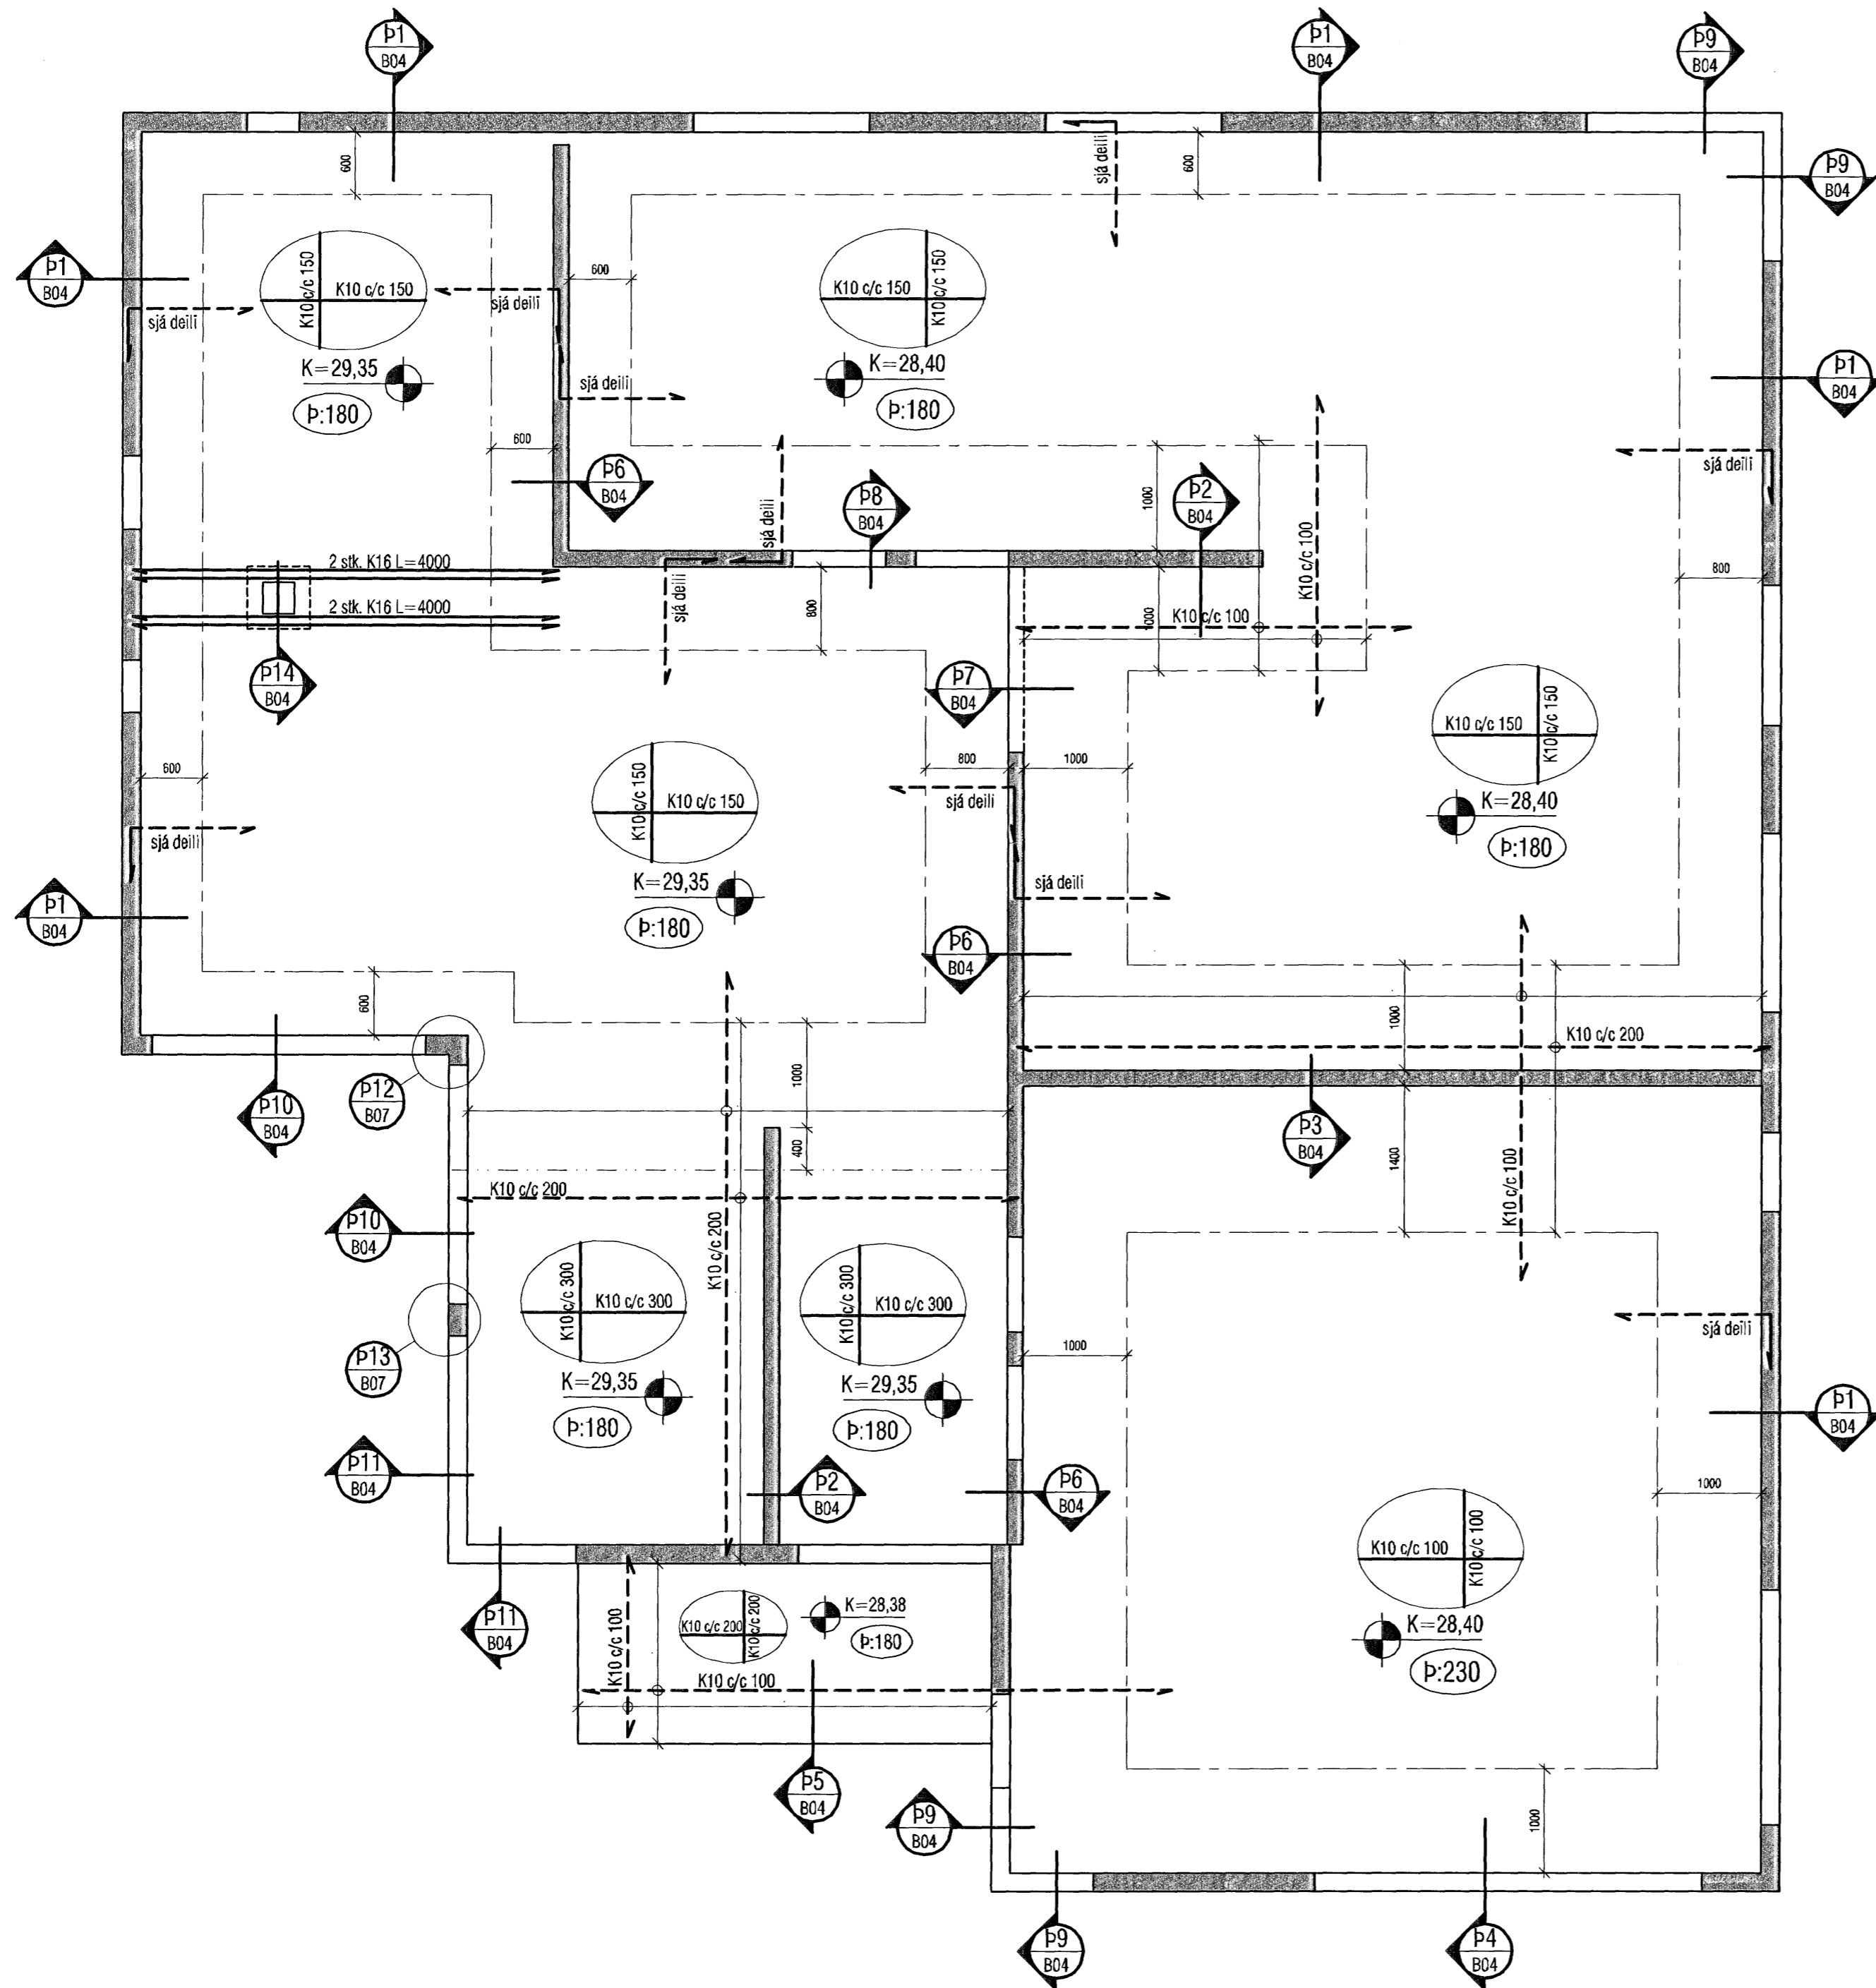 Þ1
B04
Þ1
B04
Þ9
B04
600
sjá deili
600
Þ9
B04
Þ1
B04
K10 c/c 150
K10 c/c 150
sjá deili
600
K10 c/c 150
K10 c/c 150
sjá deili
K=29,35
Þ:180
sjá deili
K=28,40
Þ:180
Þ1
B04
600
Þ6
B04
sjá deili
Þ8
B04
1000
Þ2
B04
K10 c/c 100
sjá deili
2 stk. K16 L=4000
2 stk. K16 L=4000
sjá deili
800
1000
K10 c/c 100
800
Þ14
B04
Þ7
B04
K10 c/c 150
K10 c/c 150
600
K10 c/c 150
K10 c/c 150
800
1000
sjá deili
sjá deili
K=28,40
Þ:180
K=29,35
Þ:180
sjá deili
Þ1
B04
Þ6
B04
600
1000
1000
K10 c/c 200
Þ12
B07
Þ10
B04
400
Þ3
B04
1400
K10 c/c 100
K10 c/c 200
K10 c/c 200
Þ10
B04
K10 c/c 300
K10 c/c 300
K10 c/c 300
K10 c/c 300
sjá deili
Þ13
B07
1000
K=29,35
Þ:180
K=29,35
Þ:180
Þ1
B04
Þ11
B04
Þ2
B04
Þ6
B04
1000
K10 c/c 100
K10 c/c 100
Þ11
B04
K10 c/c 100
K10 c/c 200
K10 c/c 200
K=28,38
Þ:180
K=28,40
Þ:230
K10 c/c 100
Þ5
B04
Þ9
B04
1000
Þ9
B04
Þ4
B04